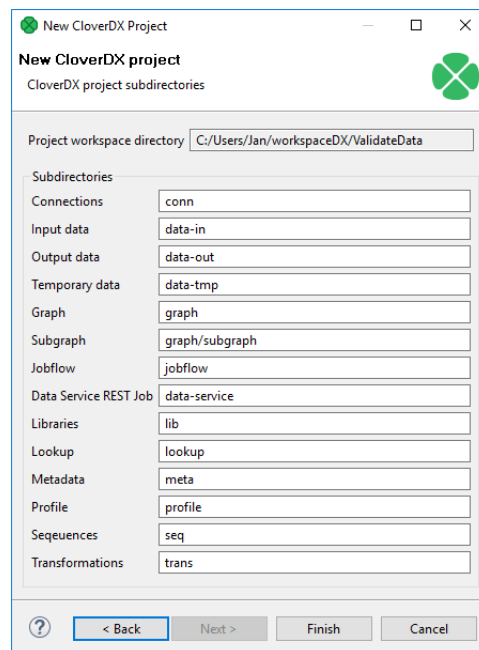 New CloverDX Project
New CloverDX project
CloverDX project subdirectories
Project workspace directory C:/Users/Jan/workspaceDX/ValidateData
Subdirectories
Connections conn
Input data data-in
Output data data-out
Temporary data data-tmp
Graph graph
Subgraph graph/subgraph
Jobflow jobflow
Data Service REST Job data-service
Libraries lib
Lookup lookup
Metadata meta
Profile profile
Seqeuences seq
Transformations trans
? < Back Next > Finish Cancel